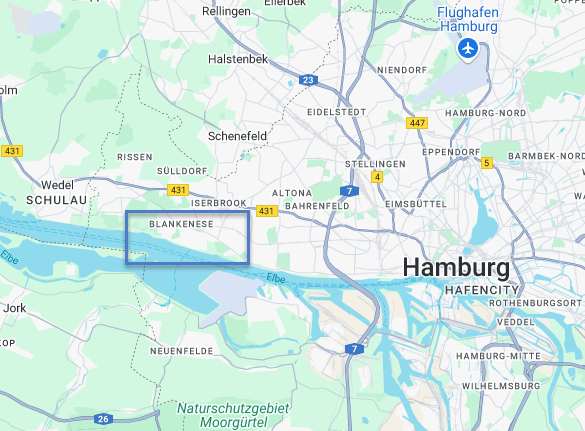 Rellingen
Ellerbek
Flughafen
Hamburg
Halstenbek
23
NIENDORF
olm
EIDELSTEDT
HAMBURG-NORD
447
Schenefeld
431
RISSEN
STELLINGEN
EPPENDORF
5
BARMBEK-NORD
SÜLLDORF
4
Wedel
SCHULAU
431
ALTONA
7
ISERBROOK
431
BAHRENFELD
EIMSBÜTTEL
BLANKENESE
Elbe
Elbe
Hamburg
HAFENCITY
ROTHENBURGSORT
Jork
VEDDEL
KOP
7
NEUENFELDE
HAMBURG-MITTE
WILHELMSBURG
26
Naturschutzgebiet
Moorgürtel